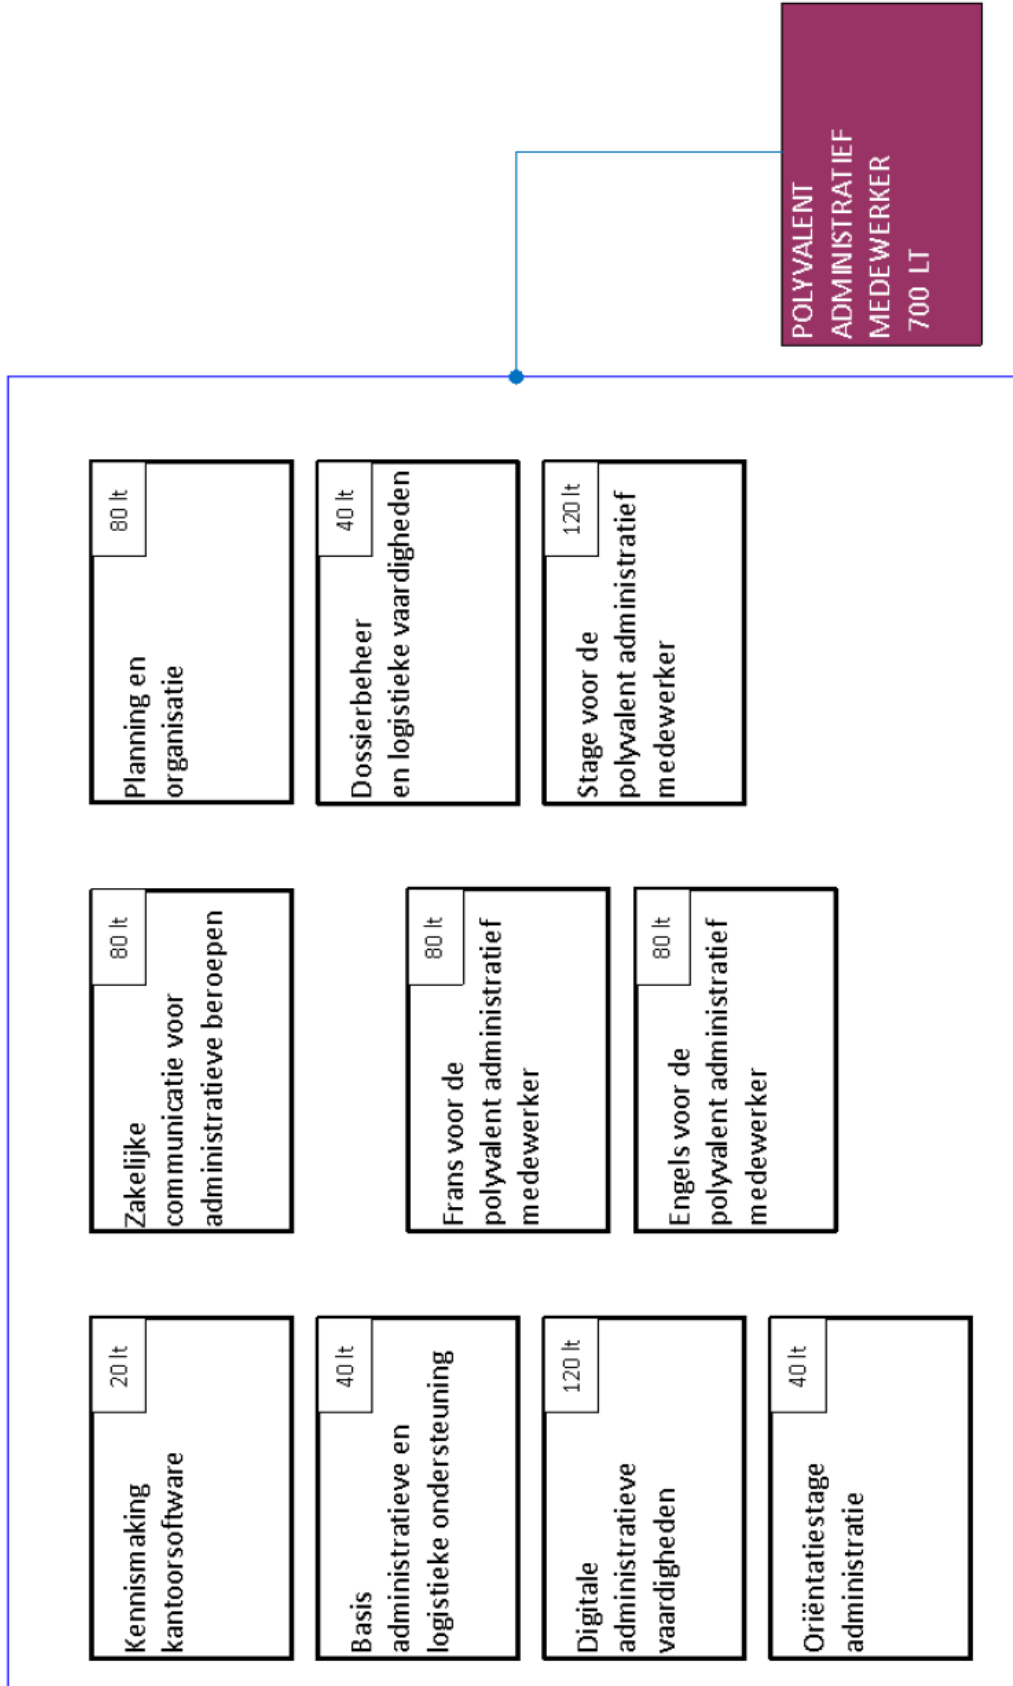 Kennismaking
kantoorsoftware
20 lt
Basis
administratieve en
logistieke ondersteuning
40 lt
Digitale
administratieve
vaardigheden
120 lt
Oriëntatiestage
administratie
40 lt
Zakelijke
communicatie voor
administratieve beroepen
80 lt
Frans voor de
polyvalent administratief
medewerker
80 lt
Engels voor de
polyvalent administratief
medewerker
80 lt
Planning en
organisatie
80 lt
Dossierbeheer
en logistieke vaardigheden
40 lt
Stage voor de
polyvalent administratief
medewerker
120 lt
POLYVALENT
ADMINISTRATIEF
MEDEWERKER
700 LT